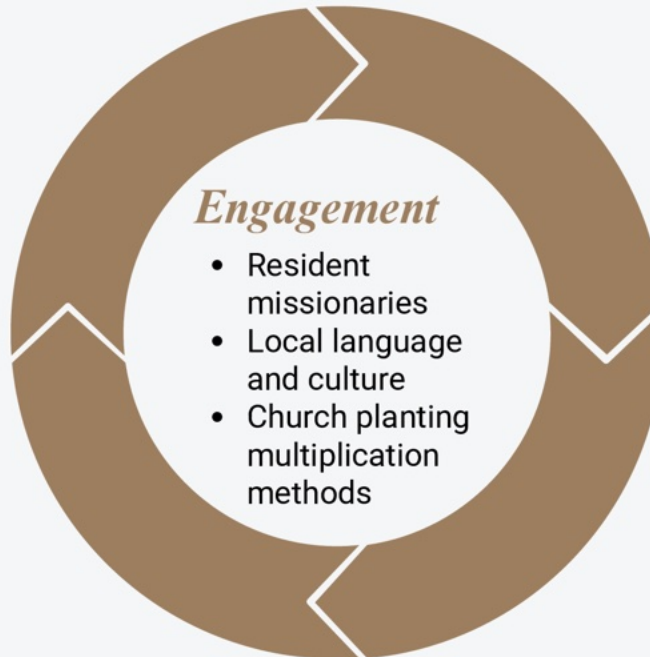 Engagement
• Resident
missionaries
• Local language
and culture
• Church planting
multiplication
methods